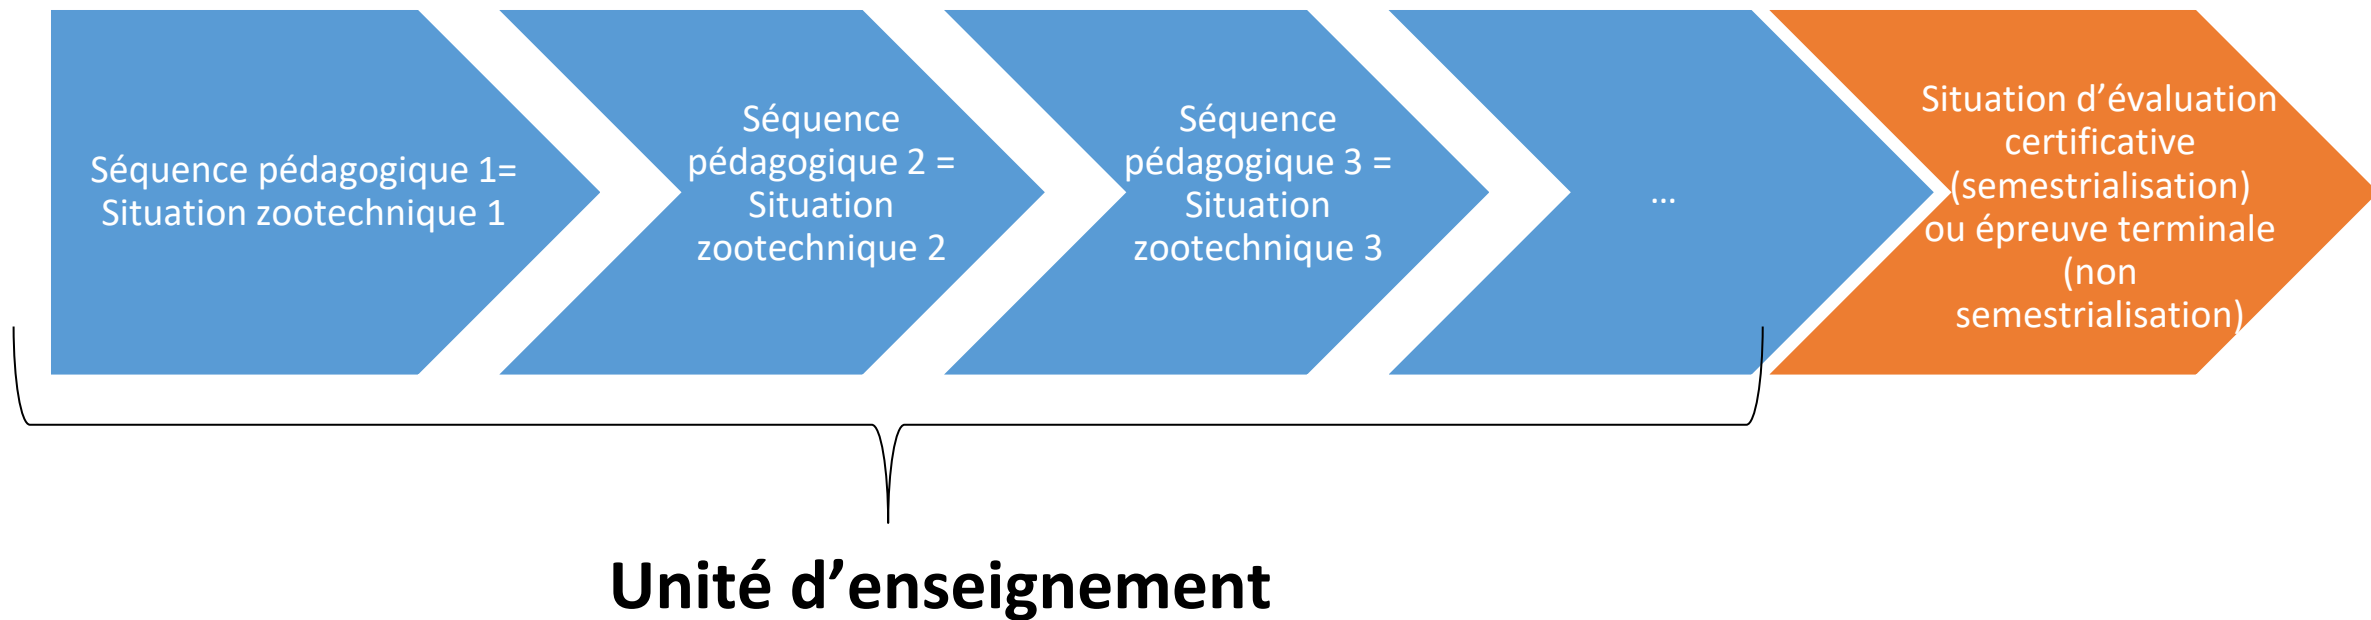 Séquence pédagogique 1=
Situation zootechnique 1
Séquence
pédagogique 2 =
Situation
zootechnique 2
Séquence
pédagogique 3 =
Situation
zootechnique 3
...
Situation d’évaluation
certificative
(semestrialisation)
ou épreuve terminale
(non
semestrialisation)
Unité d’enseignement